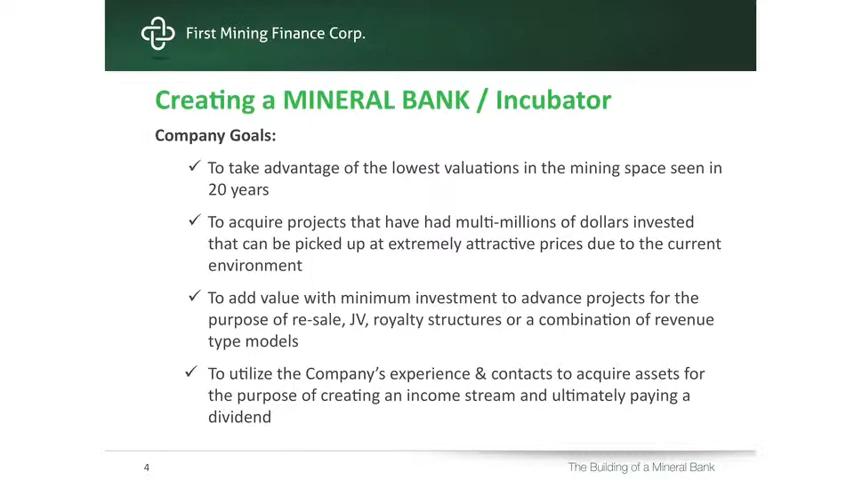 First Mining Finance Corp.
Creating a MINERAL BANK / Incubator
Company Goals:
✓ To take advantage of the lowest valuations in the mining space seen in
20 years
✓ To acquire projects that have had multi-millions of dollars invested
that can be picked up at extremely attractive prices due to the current
environment
✓ To add value with minimum investment to advance projects for the
purpose of re-sale, JV, royalty structures or a combination of revenue
type models
✓ To utilize the Company’s experience & contacts to acquire assets for
the purpose of creating an income stream and ultimately paying a
dividend
4
The Building of a Mineral Bank